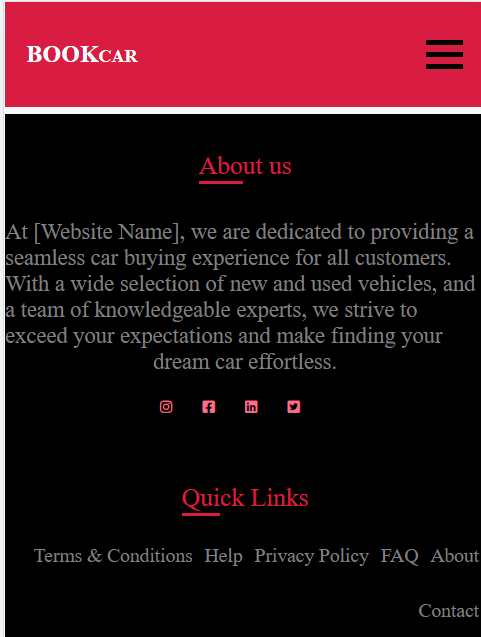 BOOKCAR
About us
At [Website Name], we are dedicated to providing a
seamless car buying experience for all customers.
With a wide selection of new and used vehicles, and
a team of knowledgeable experts, we strive to
exceed your expectations and make finding your
dream car effortless.
Quick Links
Terms & Conditions Help Privacy Policy FAQ About
Contact